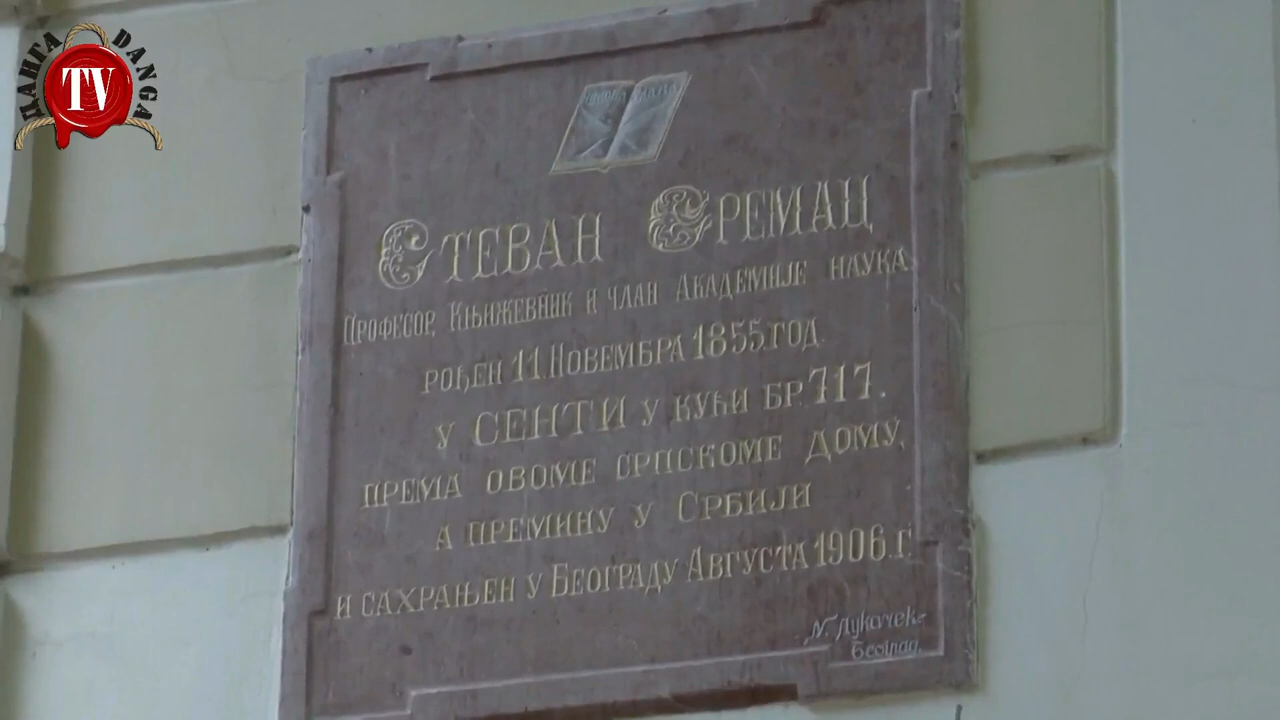 ДАНГА DANGA
TV
СТЕВАН СРЕМАЦ
ПРОФЕСОР, КЊИЖЕВНИК И ЧЛАН АКАДЕМИЈЕ НАУКА
РОЂЕН 11. НОВЕМБРА 1855 ГОД.
У СЕНТИ У КУЋИ БР. 717.
ПРЕМА ОВОМЕ СРПСКОМЕ ДОМУ,
А ПРЕМИНУ У СРБИЈИ
И САХРАЊЕН У БЕОГРАДУ АВГУСТА 1906.Г.
N. Лукачек-
Београд.